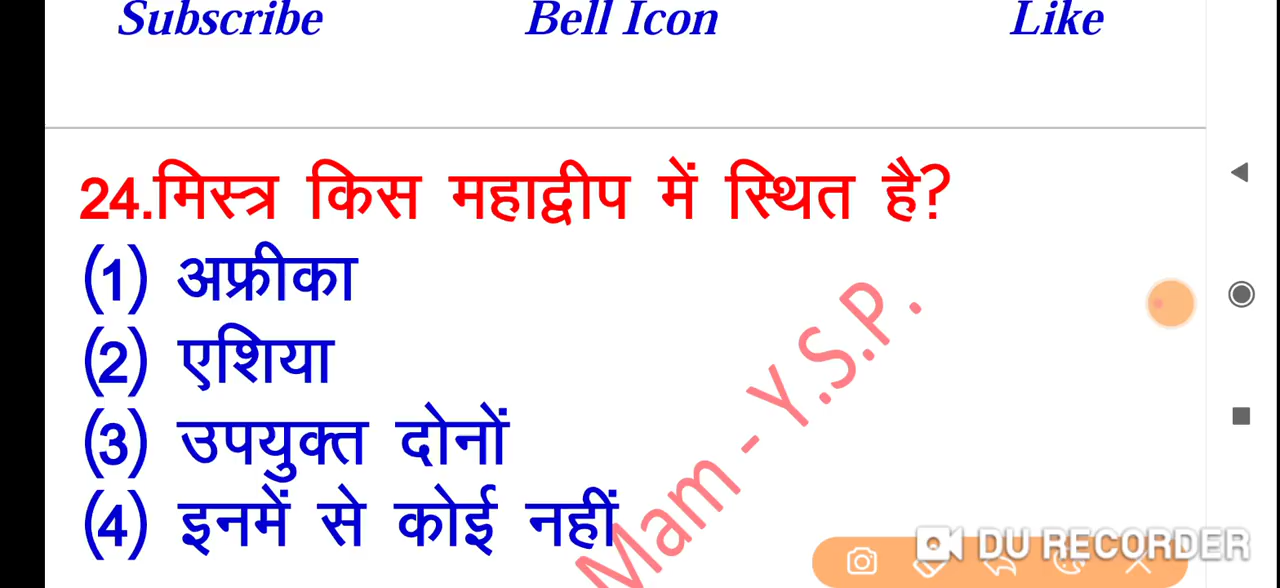 Subscribe Bell Icon Like
24.मिस्त्र किस महाद्वीप में स्थित है?
(1) अफ्रीका
(2) एशिया
(3) उपयुक्त दोनों
(4) इनमें से कोई नहीं
Mam - Y.S.P.
DU RECORDER